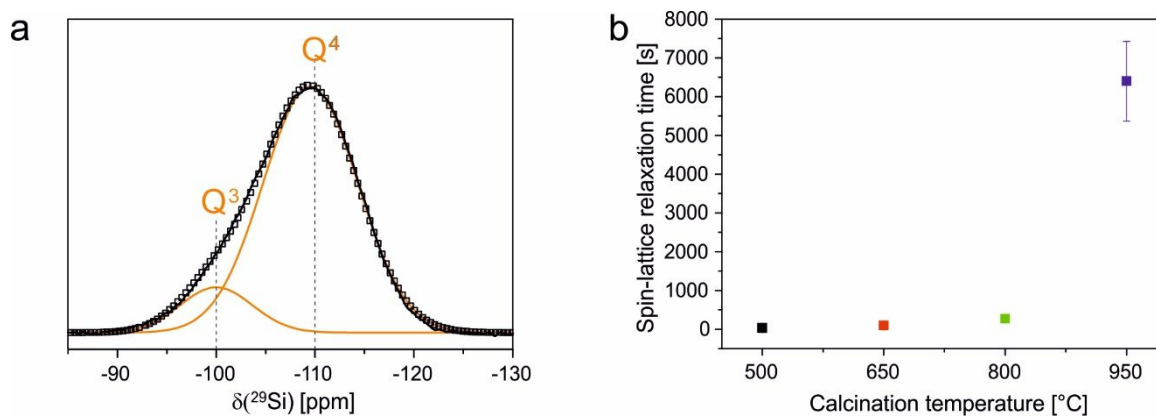 a
Q³
Q⁴
-90
-100
-110
-120
-130
δ(²⁹Si) [ppm]
b
Spin-lattice relaxation time [s]
8000
7000
6000
5000
4000
3000
2000
1000
0
500
650
800
950
Calcination temperature [°C]